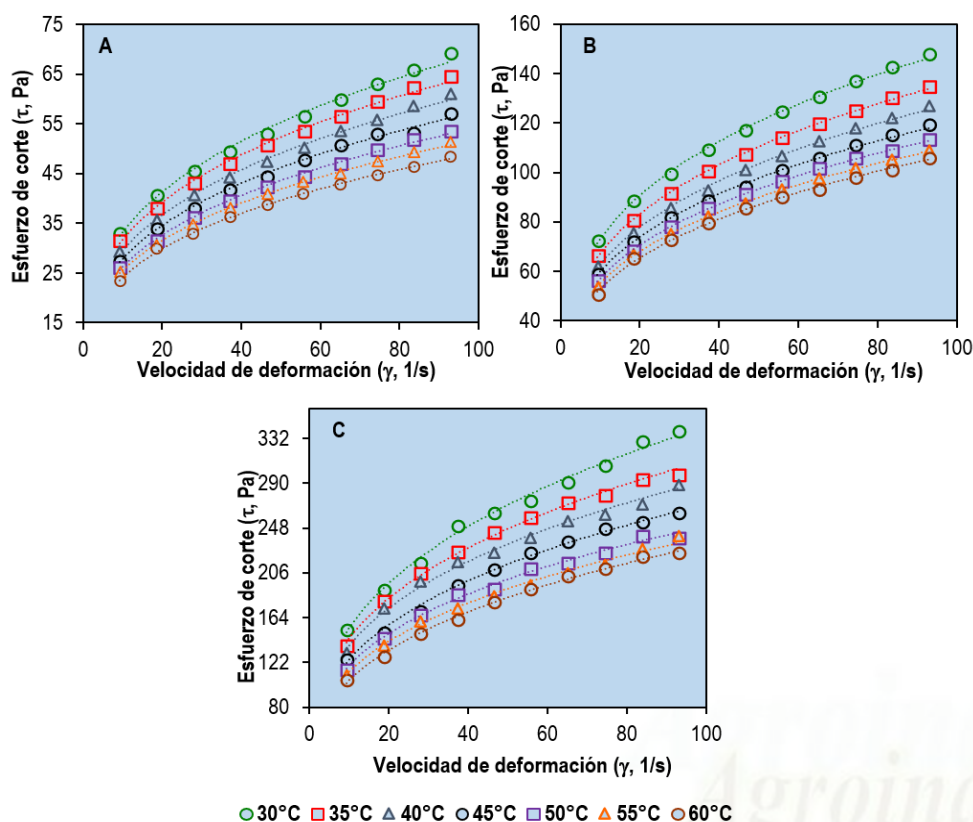 A
Esfuerzo de corte (τ, Pa)
75
65
55
45
35
25
15
0 20 40 60 80 100
Velocidad de deformación (γ, 1/s)
B
Esfuerzo de corte (τ, Pa)
160
140
120
100
80
60
40
0 20 40 60 80 100
Velocidad de deformación (γ, 1/s)
C
Esfuerzo de corte (τ, Pa)
332
290
248
206
164
122
80
0 20 40 60 80 100
Velocidad de deformación (γ, 1/s)
30°C 35°C 40°C 45°C 50°C 55°C 60°C